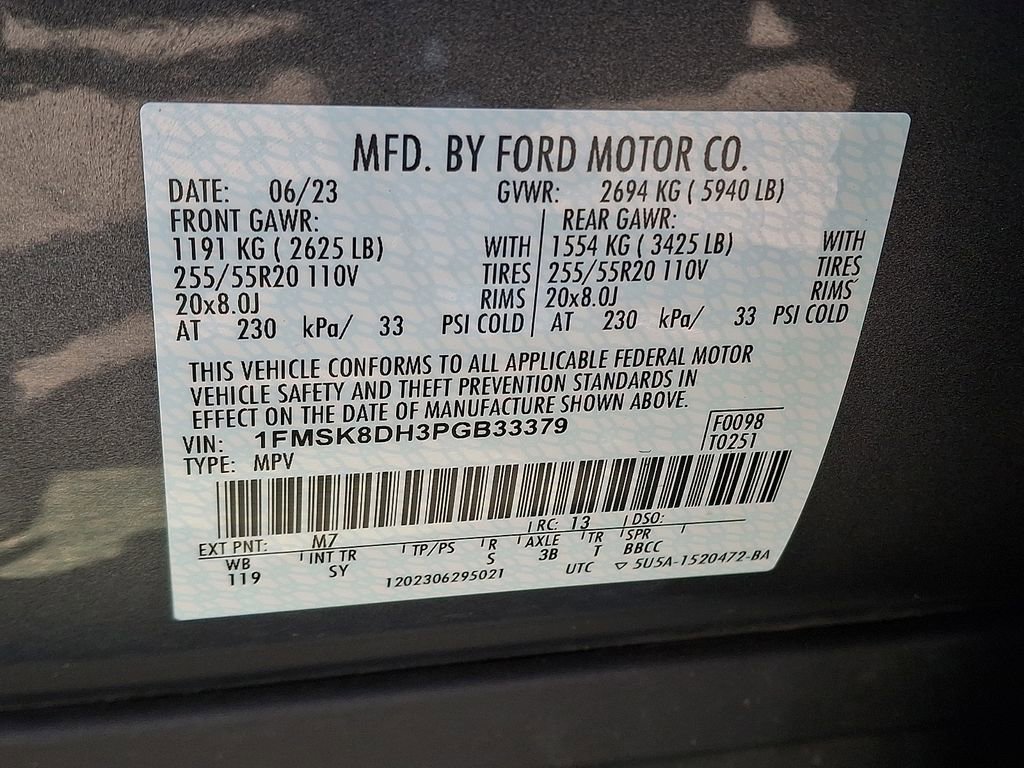 MFD. BY FORD MOTOR CO.
DATE: 06/23 GVWR: 2694 KG ( 5940 LB)
FRONT GAWR: REAR GAWR:
1191 KG ( 2625 LB) WITH 1554 KG ( 3425 LB) WITH
255/55R20 110V TIRES 255/55R20 110V TIRES
20x8.0J RIMS 20x8.0J RIMS
AT 230 kPa/ 33 PSI COLD AT 230 kPa/ 33 PSI COLD
THIS VEHICLE CONFORMS TO ALL APPLICABLE FEDERAL MOTOR
VEHICLE SAFETY AND THEFT PREVENTION STANDARDS IN
EFFECT ON THE DATE OF MANUFACTURE SHOWN ABOVE.
VIN: 1FMSK8DH3PGB33379 F0098
TYPE: MPV T0251
EXT PNT: M7 RC: 13 DSO:
WB INT TR TP/PS R AXLE TR SPR
119 SY S 3B T BBCC
1202306295021 UTC ▽ 5U5A-1520472-BA